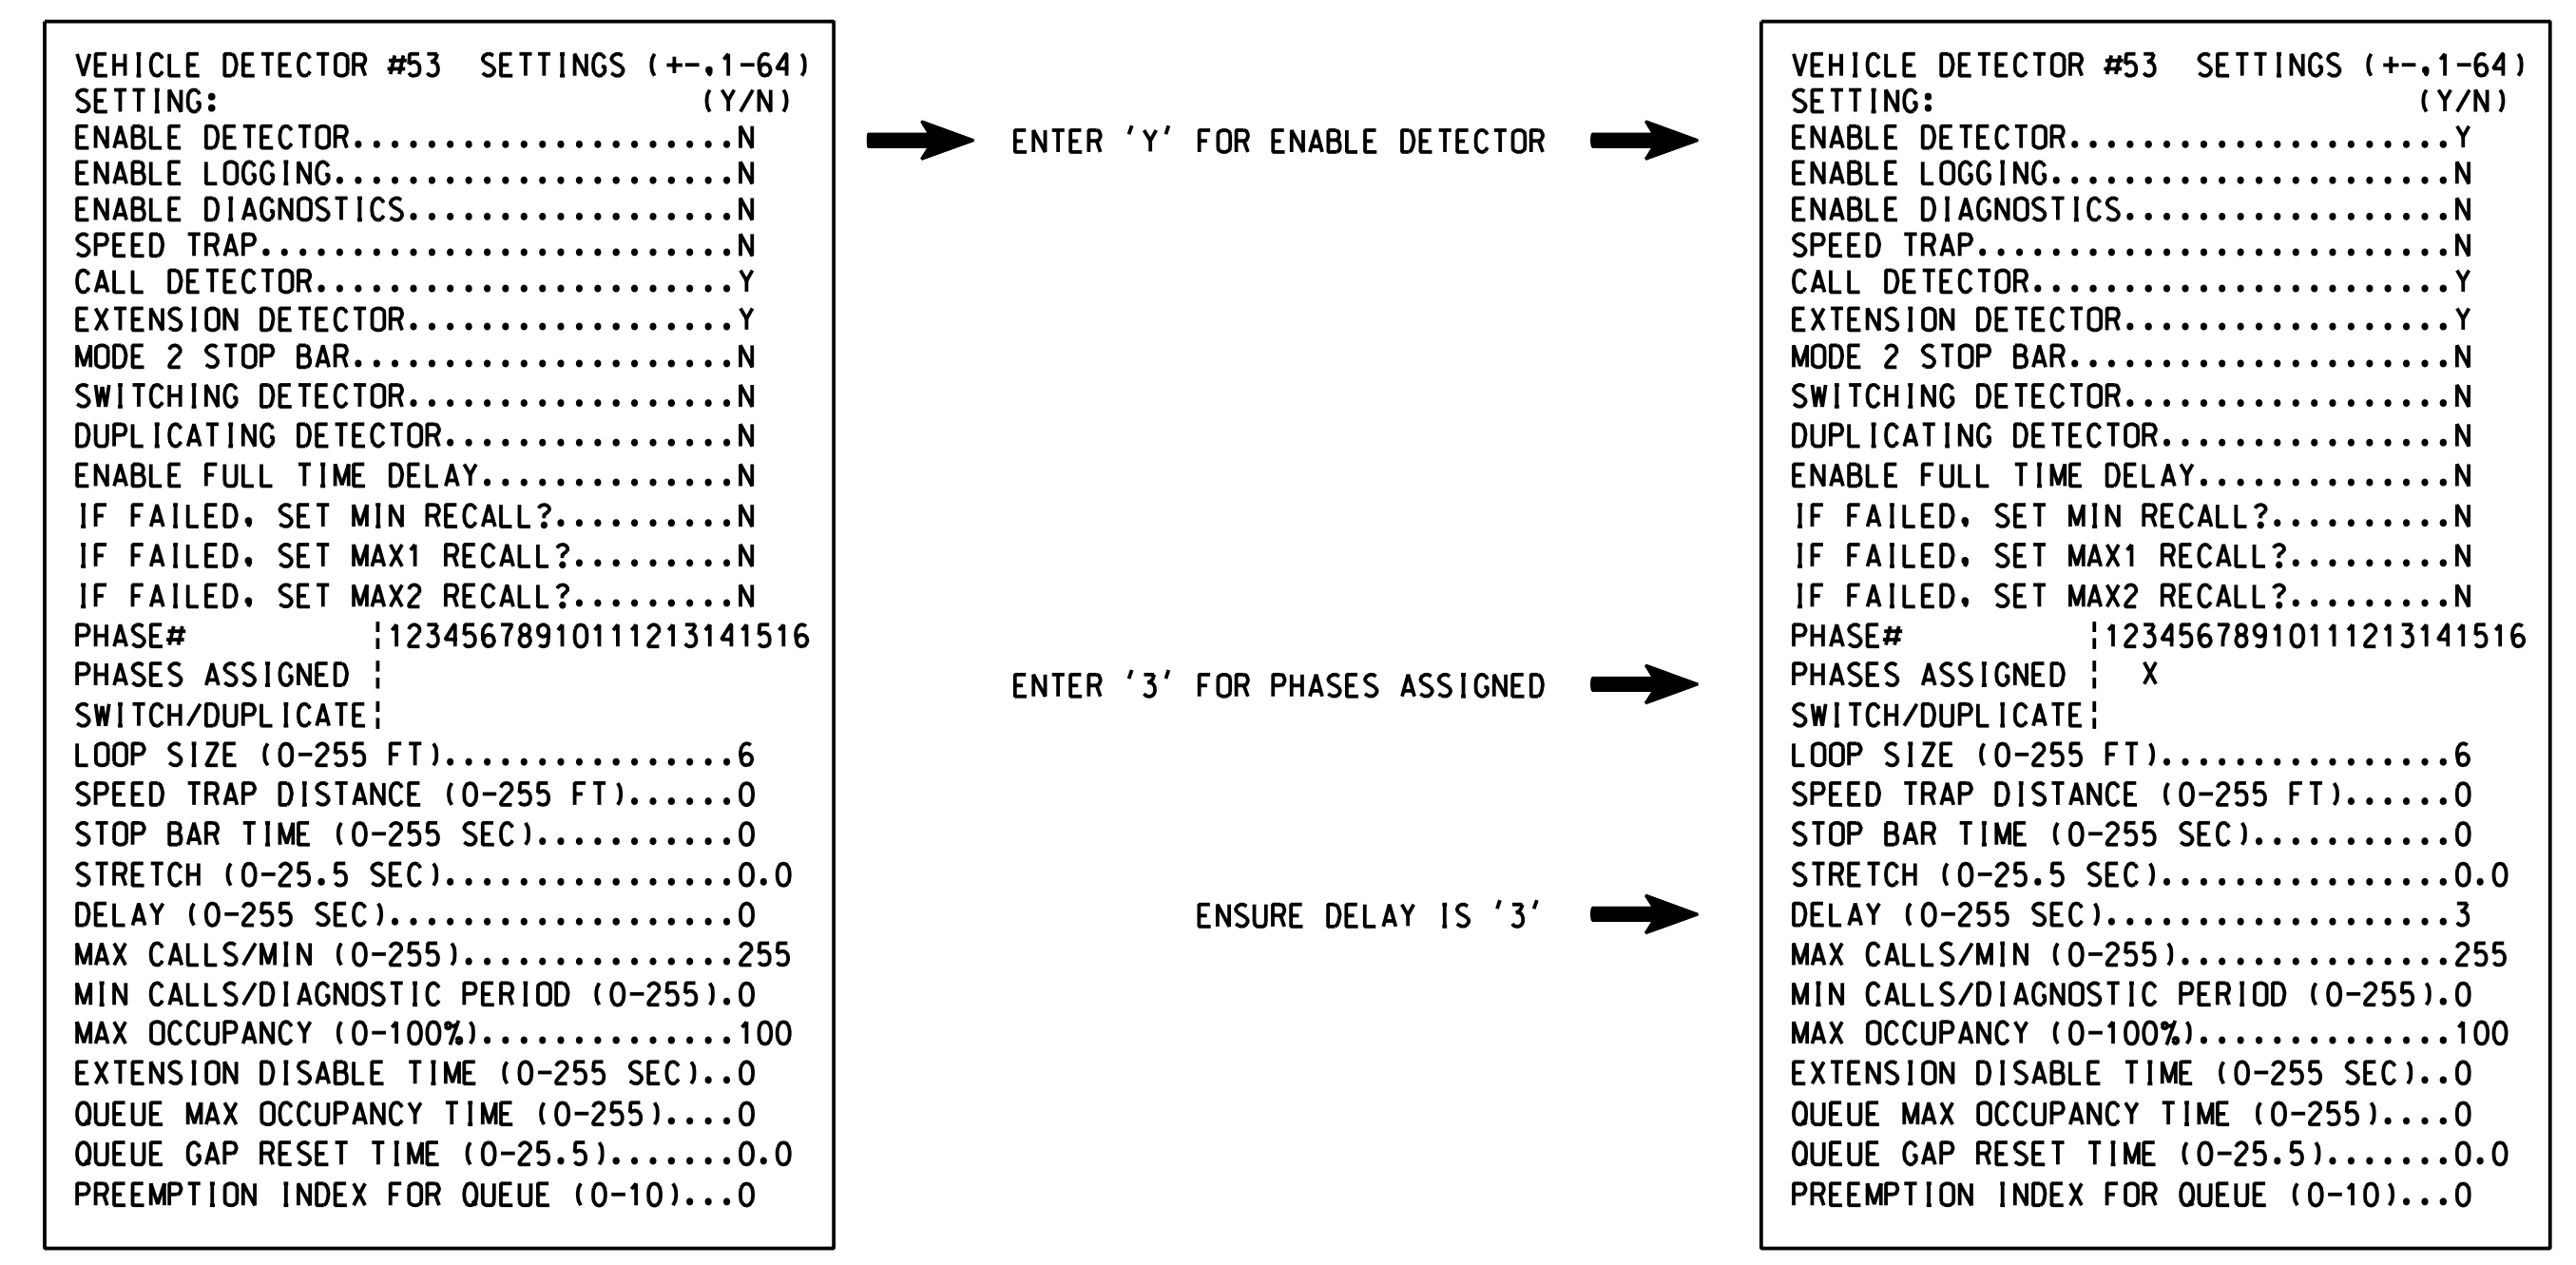 VEHICLE DETECTOR #53  SETTINGS (+-,1-64)
SETTING:                          (Y/N)
ENABLE DETECTOR.....................N
ENABLE LOGGING......................N
ENABLE DIAGNOSTICS..................N
SPEED TRAP..........................N
CALL DETECTOR.......................Y
EXTENSION DETECTOR..................Y
MODE 2 STOP BAR.....................N
SWITCHING DETECTOR..................N
DUPLICATING DETECTOR................N
ENABLE FULL TIME DELAY..............N
IF FAILED, SET MIN RECALL?..........N
IF FAILED, SET MAX1 RECALL?.........N
IF FAILED, SET MAX2 RECALL?.........N
PHASE#          |12345678910111213141516
PHASES ASSIGNED |
SWITCH/DUPLICATE|
LOOP SIZE (0-255 FT)................6
SPEED TRAP DISTANCE (0-255 FT)......0
STOP BAR TIME (0-255 SEC)...........0
STRETCH (0-25.5 SEC)................0.0
DELAY (0-255 SEC)...................0
MAX CALLS/MIN (0-255)...............255
MIN CALLS/DIAGNOSTIC PERIOD (0-255).0
MAX OCCUPANCY (0-100%)..............100
EXTENSION DISABLE TIME (0-255 SEC)..0
QUEUE MAX OCCUPANCY TIME (0-255)....0
QUEUE GAP RESET TIME (0-25.5).......0.0
PREEMPTION INDEX FOR QUEUE (0-10)...0
ENTER 'Y' FOR ENABLE DETECTOR
ENTER '3' FOR PHASES ASSIGNED
ENSURE DELAY IS '3'
VEHICLE DETECTOR #53  SETTINGS (+-,1-64)
SETTING:                          (Y/N)
ENABLE DETECTOR.....................Y
ENABLE LOGGING......................N
ENABLE DIAGNOSTICS..................N
SPEED TRAP..........................N
CALL DETECTOR.......................Y
EXTENSION DETECTOR..................Y
MODE 2 STOP BAR.....................N
SWITCHING DETECTOR..................N
DUPLICATING DETECTOR................N
ENABLE FULL TIME DELAY..............N
IF FAILED, SET MIN RECALL?..........N
IF FAILED, SET MAX1 RECALL?.........N
IF FAILED, SET MAX2 RECALL?.........N
PHASE#          |12345678910111213141516
PHASES ASSIGNED |  X
SWITCH/DUPLICATE|
LOOP SIZE (0-255 FT)................6
SPEED TRAP DISTANCE (0-255 FT)......0
STOP BAR TIME (0-255 SEC)...........0
STRETCH (0-25.5 SEC)................0.0
DELAY (0-255 SEC)...................3
MAX CALLS/MIN (0-255)...............255
MIN CALLS/DIAGNOSTIC PERIOD (0-255).0
MAX OCCUPANCY (0-100%)..............100
EXTENSION DISABLE TIME (0-255 SEC)..0
QUEUE MAX OCCUPANCY TIME (0-255)....0
QUEUE GAP RESET TIME (0-25.5).......0.0
PREEMPTION INDEX FOR QUEUE (0-10)...0